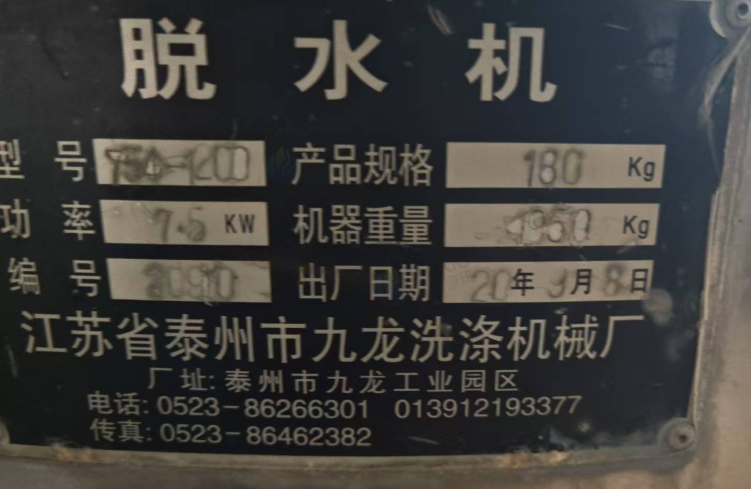 脱水机
型号 产品规格 180 Kg
功率 7.5 KW 机器重量 Kg
编号 出厂日期 20 年 9 月 8 日
江苏省泰州市九龙洗涤机械厂
厂址:泰州市九龙工业园区
电话:0523-86266301 013912193377
传真:0523-86462382